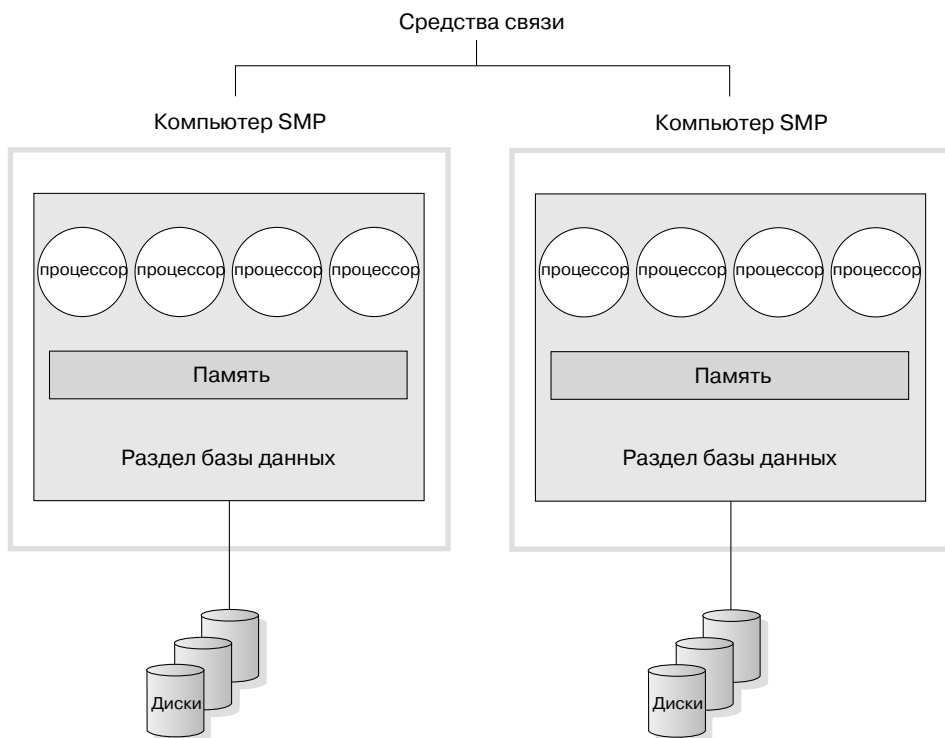 Средства связи
Компьютер SMP
Компьютер SMP
процессор процессор процессор процессор
процессор процессор процессор процессор
Память
Память
Раздел базы данных
Раздел базы данных
Диски
Диски